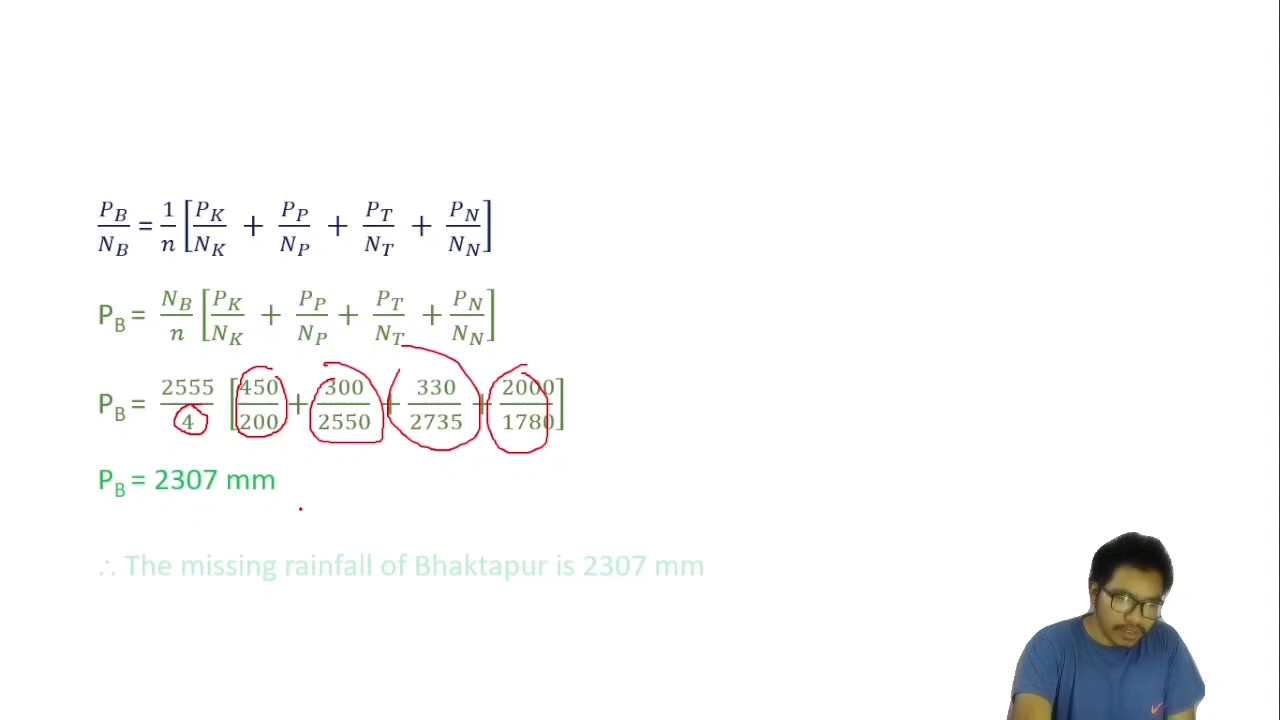 P_B/N_B = 1/n [P_K/N_K + P_P/N_P + P_T/N_T + P_N/N_N]
P_B = N_B/n [P_K/N_K + P_P/N_P + P_T/N_T + P_N/N_N]
P_B = 2555/4 [450/200 + 300/2550 + 330/2735 + 2000/1780]
P_B = 2307 mm
∴ The missing rainfall of Bhaktapur is 2307 mm